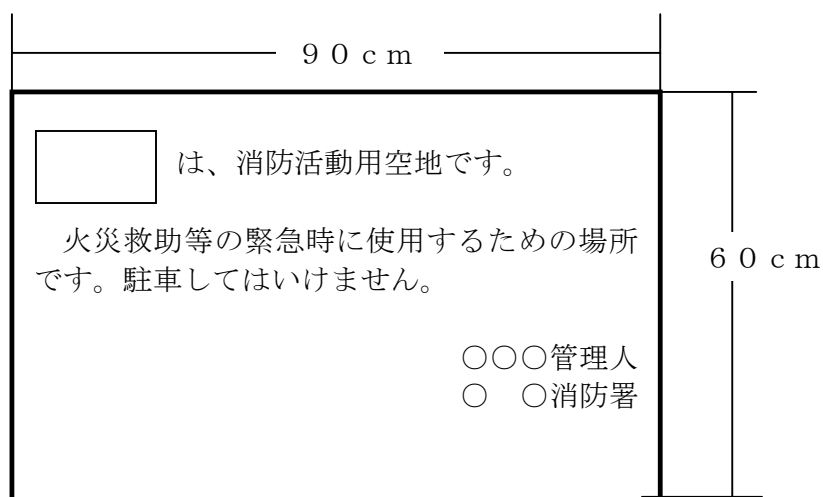 ９０ｃｍ
は、消防活動用空地です。
　火災救助等の緊急時に使用するための場所
です。駐車してはいけません。
６０ｃｍ
○○○管理人
○　○消防署